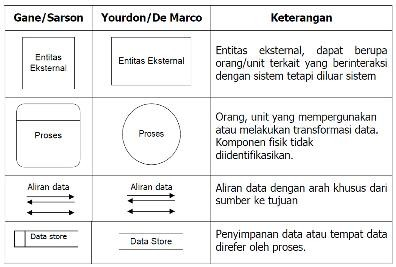 Gane/Sarson
Yourdon/De Marco
Keterangan
Entitas
Eksternal
Entitas Eksternal
Entitas eksternal, dapat berupa
orang/unit terkait yang berinteraksi
dengan sistem tetapi diluar sistem
Proses
Proses
Orang, unit yang mempergunakan
atau melakukan transformasi data.
Komponen fisik tidak
diidentifikasikan.
Aliran data
Aliran data
Aliran data dengan arah khusus dari
sumber ke tujuan
Data store
Data Store
Penyimpanan data atau tempat data
direfer oleh proses.